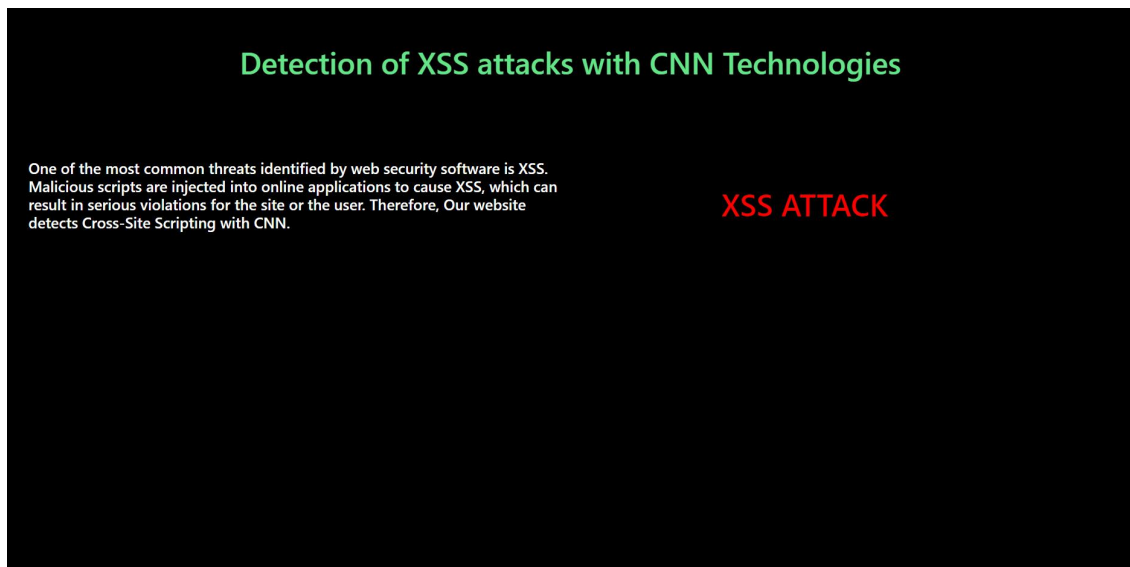 Detection of XSS attacks with CNN Technologies
One of the most common threats identified by web security software is XSS.
Malicious scripts are injected into online applications to cause XSS, which can
result in serious violations for the site or the user. Therefore, Our website
detects Cross-Site Scripting with CNN.
XSS ATTACK